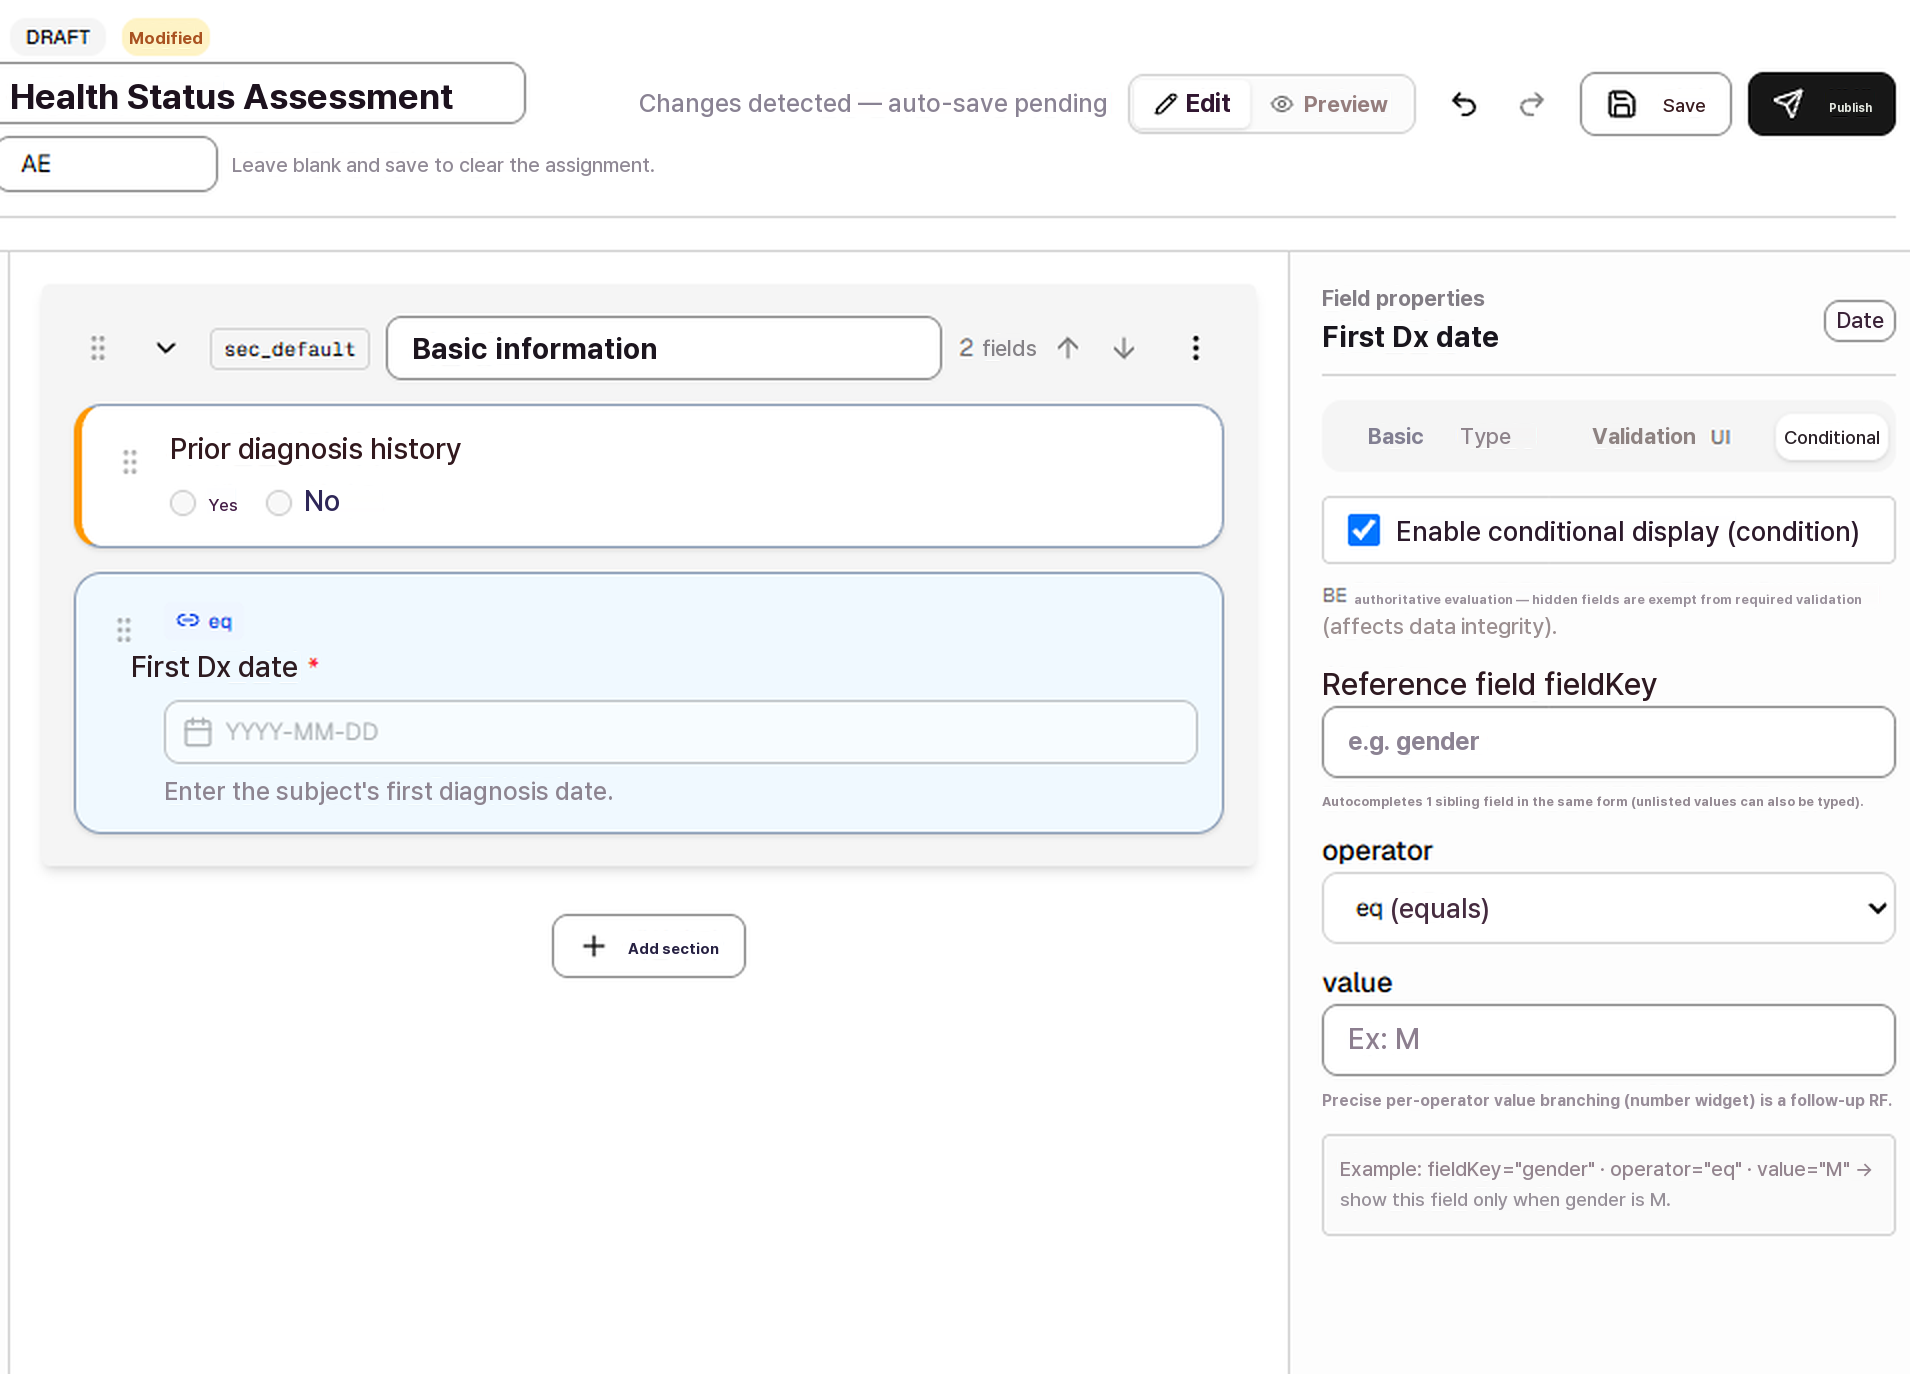 DRAFT Modified
Health Status Assessment
Changes detected — auto-save pending
Edit Preview
Save
Publish
AE
Leave blank and save to clear the assignment.
sec_default
Basic information
2 fields
Prior diagnosis history
Yes No
eq
First Dx date *
YYYY-MM-DD
Enter the subject's first diagnosis date.
Add section
Field properties
First Dx date
Date
Basic Type Validation UI Conditional
Enable conditional display (condition)
BE authoritative evaluation — hidden fields are exempt from required validation
(affects data integrity).
Reference field fieldKey
e.g. gender
Autocompletes 1 sibling field in the same form (unlisted values can also be typed).
operator
eq (equals)
value
Ex: M
Precise per-operator value branching (number widget) is a follow-up RF.
Example: fieldKey="gender" · operator="eq" · value="M" →
show this field only when gender is M.